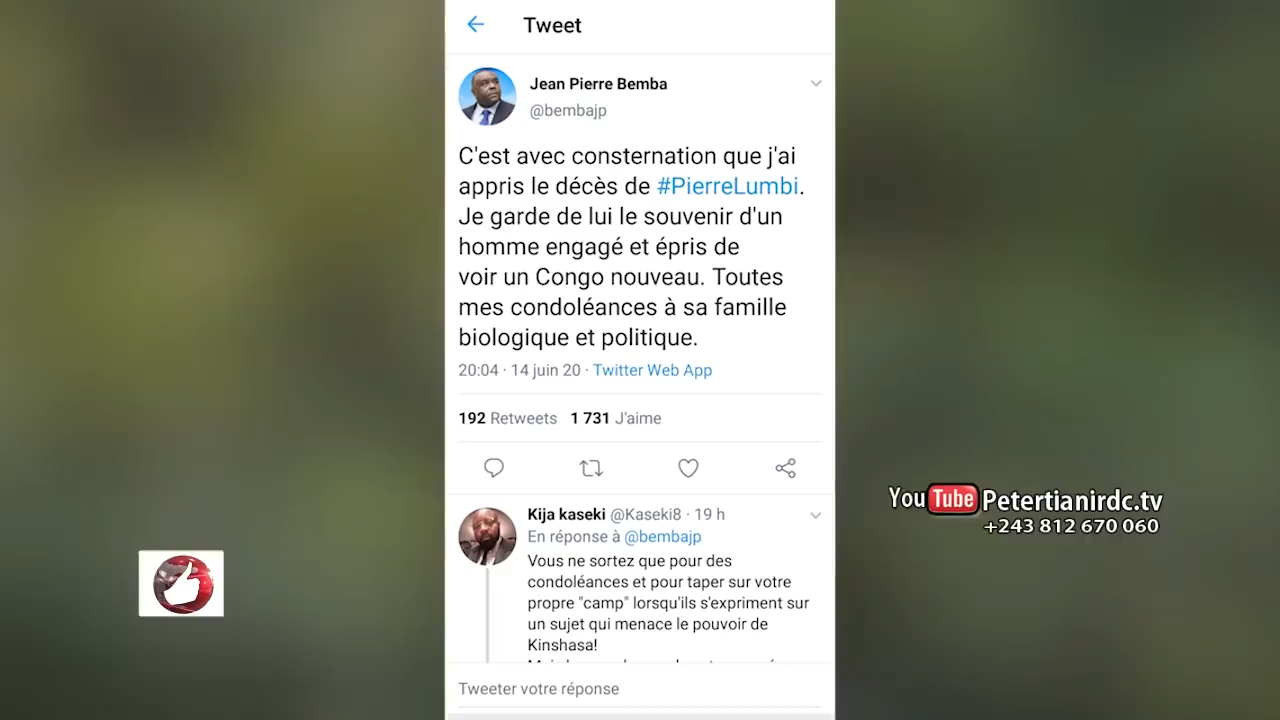 Tweet
Jean Pierre Bemba
@bembajp
C'est avec consternation que j'ai
appris le décès de #PierreLumbi.
Je garde de lui le souvenir d'un
homme engagé et épris de
voir un Congo nouveau. Toutes
mes condoléances à sa famille
biologique et politique.
20:04 · 14 juin 20 · Twitter Web App
192 Retweets 1 731 J'aime
Kija kaseki @Kaseki8 · 19 h
En réponse à @bembajp
Vous ne sortez que pour des
condoléances et pour taper sur votre
propre "camp" lorsqu'ils s'expriment sur
un sujet qui menace le pouvoir de
Kinshasa!
Tweeter votre réponse
YouTube Petertianirdc.tv
+243 812 670 060